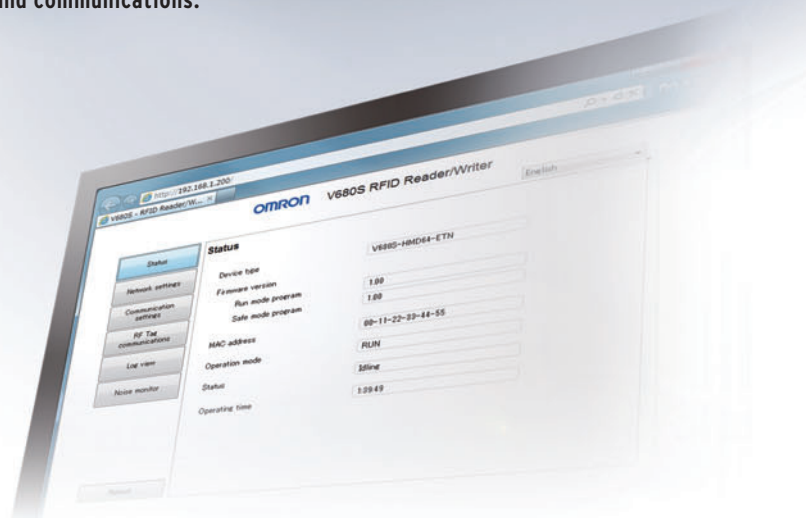 and communications.
http://192.168.1.200/
V680S - RFID Reader/W...
OMRON V680S RFID Reader/Writer
English
Status
Network settings
Communication
settings
RF Tag
communications
Log view
Noise monitor
Status
Device type V680S-HMD64-ETN
Firmware version
Run mode program 1.00
Safe mode program 1.00
MAC address 00-11-22-33-44-55
Operation mode RUN
Status Idling
Operating time